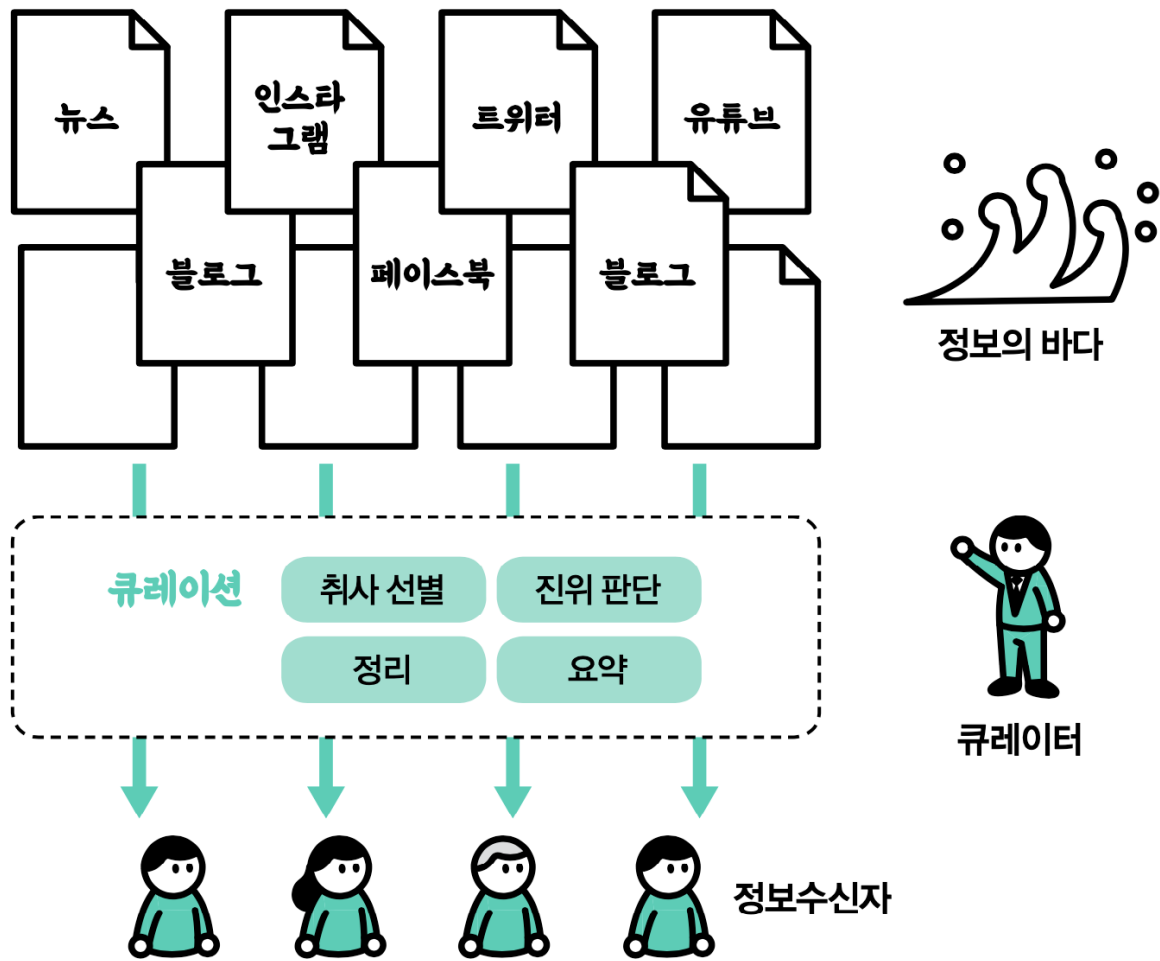 뉴스
인스타
그램
트위터
유튜브
블로그
페이스북
블로그
정보의 바다
큐레이션
취사 선별
진위 판단
정리
요약
큐레이터
정보수신자